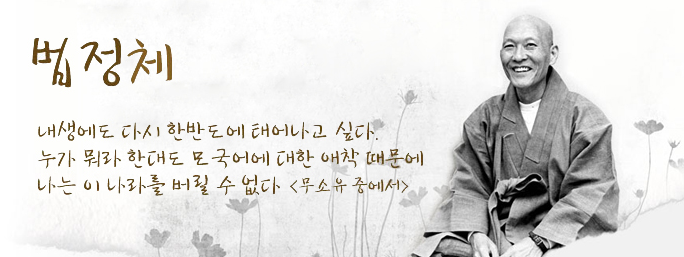 법정체
내생에도 다시 한반도에 태어나고 싶다.
누가 뭐라 한대도 모국어에 대한 애착 때문에
나는 이 나라를 버릴 수 없다 <무소유 중에서>